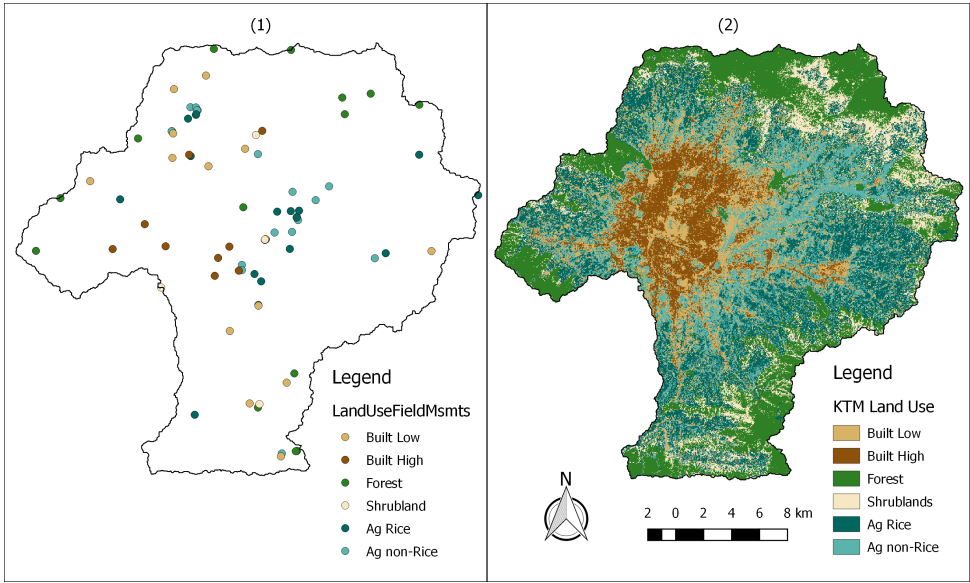 (1)
Legend
LandUseFieldMsmts
Built Low
Built High
Forest
Shrubland
Ag Rice
Ag non-Rice
(2)
Legend
KTM Land Use
Built Low
Built High
Forest
Shrublands
Ag Rice
Ag non-Rice
N
2 0 2 4 6 8 km